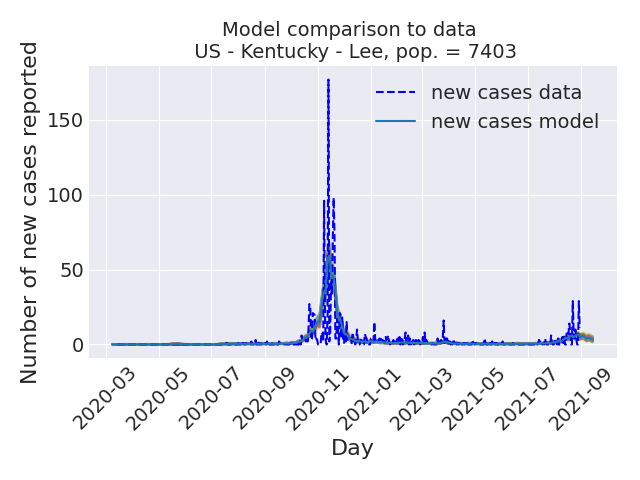 Model comparison to data
US - Kentucky - Lee, pop. = 7403
Number of new cases reported
150
100
50
0
new cases data
new cases model
2020-03
2020-05
2020-07
2020-09
2020-11
2021-01
2021-03
2021-05
2021-07
2021-09
Day